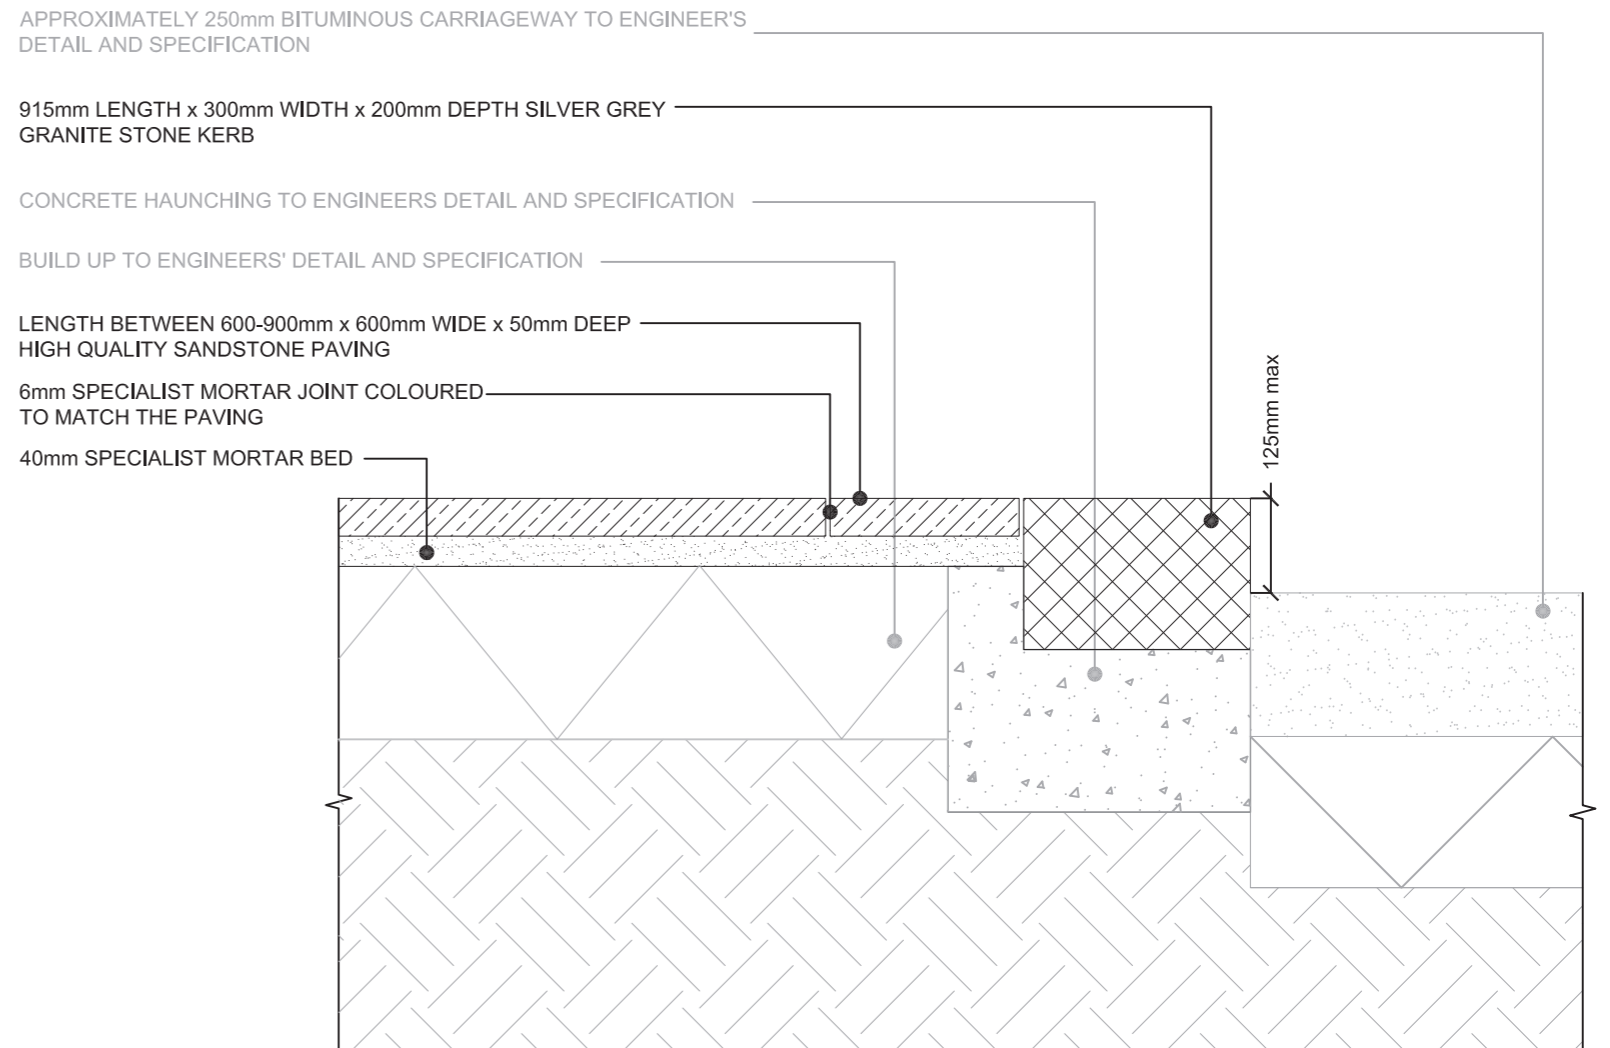 APPROXIMATELY 250mm BITUMINOUS CARRIAGEWAY TO ENGINEER'S
DETAIL AND SPECIFICATION
915mm LENGTH x 300mm WIDTH x 200mm DEPTH SILVER GREY
GRANITE STONE KERB
CONCRETE HAUNCHING TO ENGINEERS DETAIL AND SPECIFICATION
BUILD UP TO ENGINEERS' DETAIL AND SPECIFICATION
LENGTH BETWEEN 600-900mm x 600mm WIDE x 50mm DEEP
HIGH QUALITY SANDSTONE PAVING
6mm SPECIALIST MORTAR JOINT COLOURED
TO MATCH THE PAVING
40mm SPECIALIST MORTAR BED
125mm max